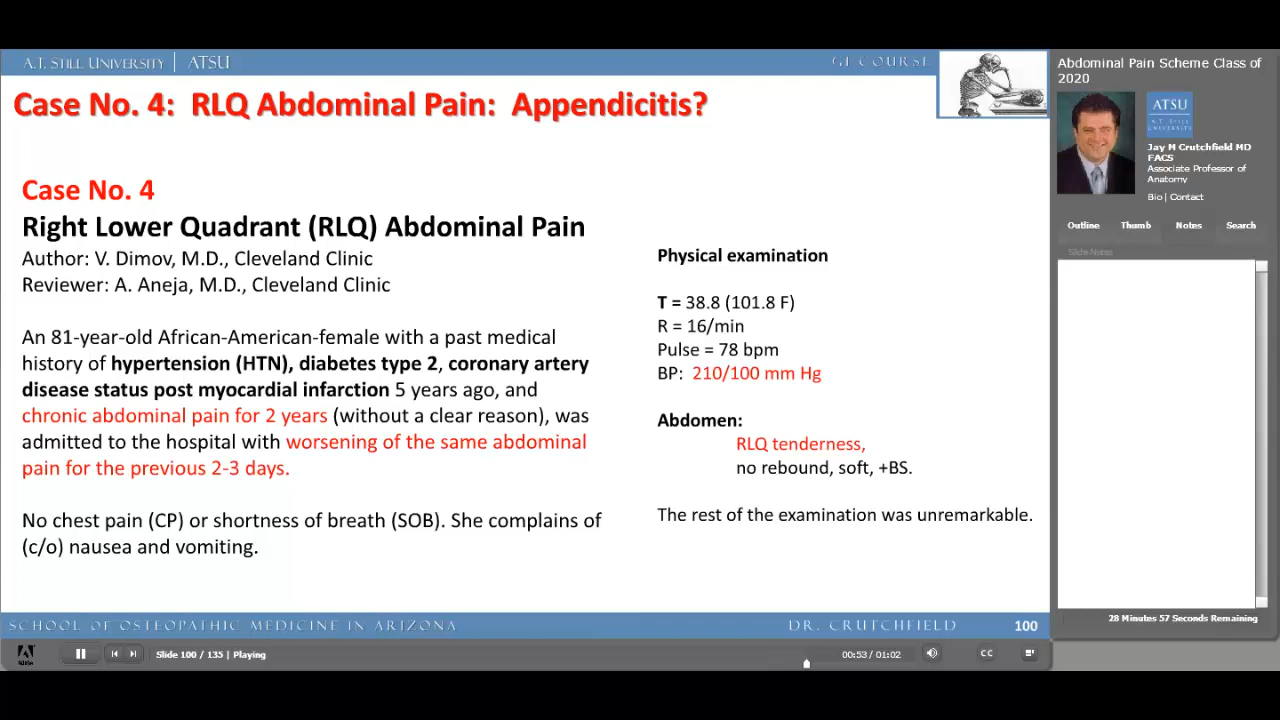 A.T. STILL UNIVERSITY | ATSU
GI COURSE
Case No. 4: RLQ Abdominal Pain: Appendicitis?
Case No. 4
Right Lower Quadrant (RLQ) Abdominal Pain
Author: V. Dimov, M.D., Cleveland Clinic
Reviewer: A. Aneja, M.D., Cleveland Clinic
An 81-year-old African-American-female with a past medical
history of hypertension (HTN), diabetes type 2, coronary artery
disease status post myocardial infarction 5 years ago, and
chronic abdominal pain for 2 years (without a clear reason), was
admitted to the hospital with worsening of the same abdominal
pain for the previous 2-3 days.
No chest pain (CP) or shortness of breath (SOB). She complains of
(c/o) nausea and vomiting.
Physical examination
T = 38.8 (101.8 F)
R = 16/min
Pulse = 78 bpm
BP: 210/100 mm Hg
Abdomen:
RLQ tenderness,
no rebound, soft, +BS.
The rest of the examination was unremarkable.
SCHOOL OF OSTEOPATHIC MEDICINE IN ARIZONA
DR. CRUTCHFIELD
100
Abdominal Pain Scheme Class of
2020
ATSU
A.T. STILL
UNIVERSITY
Jay M Crutchfield MD
FACS
Associate Professor of
Anatomy
Bio | Contact
Outline
Thumb
Notes
Search
Slide Notes
28 Minutes 57 Seconds Remaining
Adobe
Slide 100 / 135 | Playing
00:53 / 01:02
CC